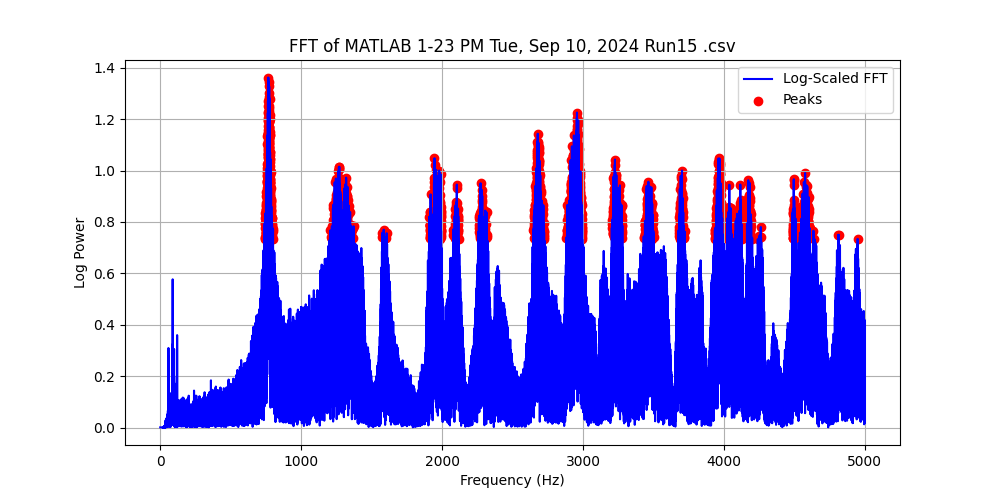 FFT of MATLAB 1-23 PM Tue, Sep 10, 2024 Run15 .csv
Log-Scaled FFT
Peaks
Log Power
1.4
1.2
1.0
0.8
0.6
0.4
0.2
0.0
0 1000 2000 3000 4000 5000
Frequency (Hz)